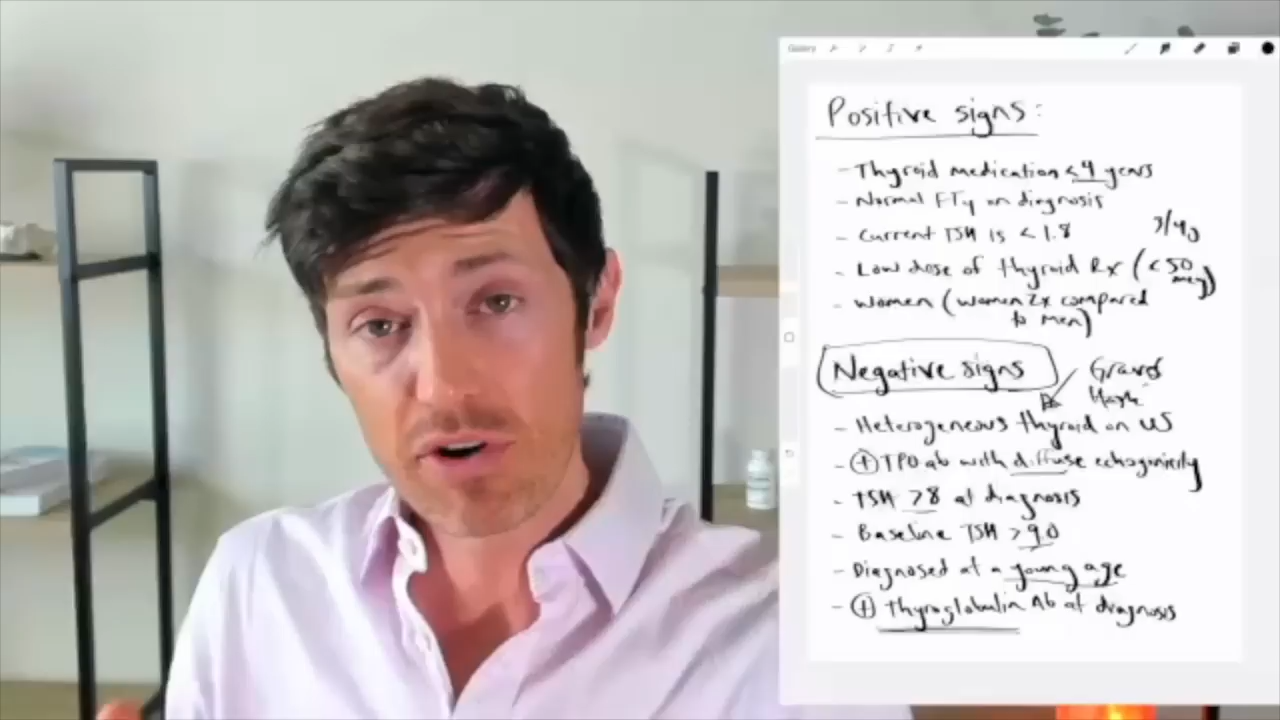 Gallery
Positive signs:
- Thyroid medication < 4 years
- Normal FT4 on diagnosis
- Current TSH is < 1.8
- Low dose of thyroid Rx (< 50 mcg)
- Women (women 2x compared
to men)
Negative signs
Graves
Hash
- Heterogeneous thyroid on US
- (+) TPO ab with diffuse echogenicity
- TSH >8 at diagnosis
- Baseline TSH > 9.0
- Diagnosed at a young age
- (+) Thyroglobulin Ab at diagnosis